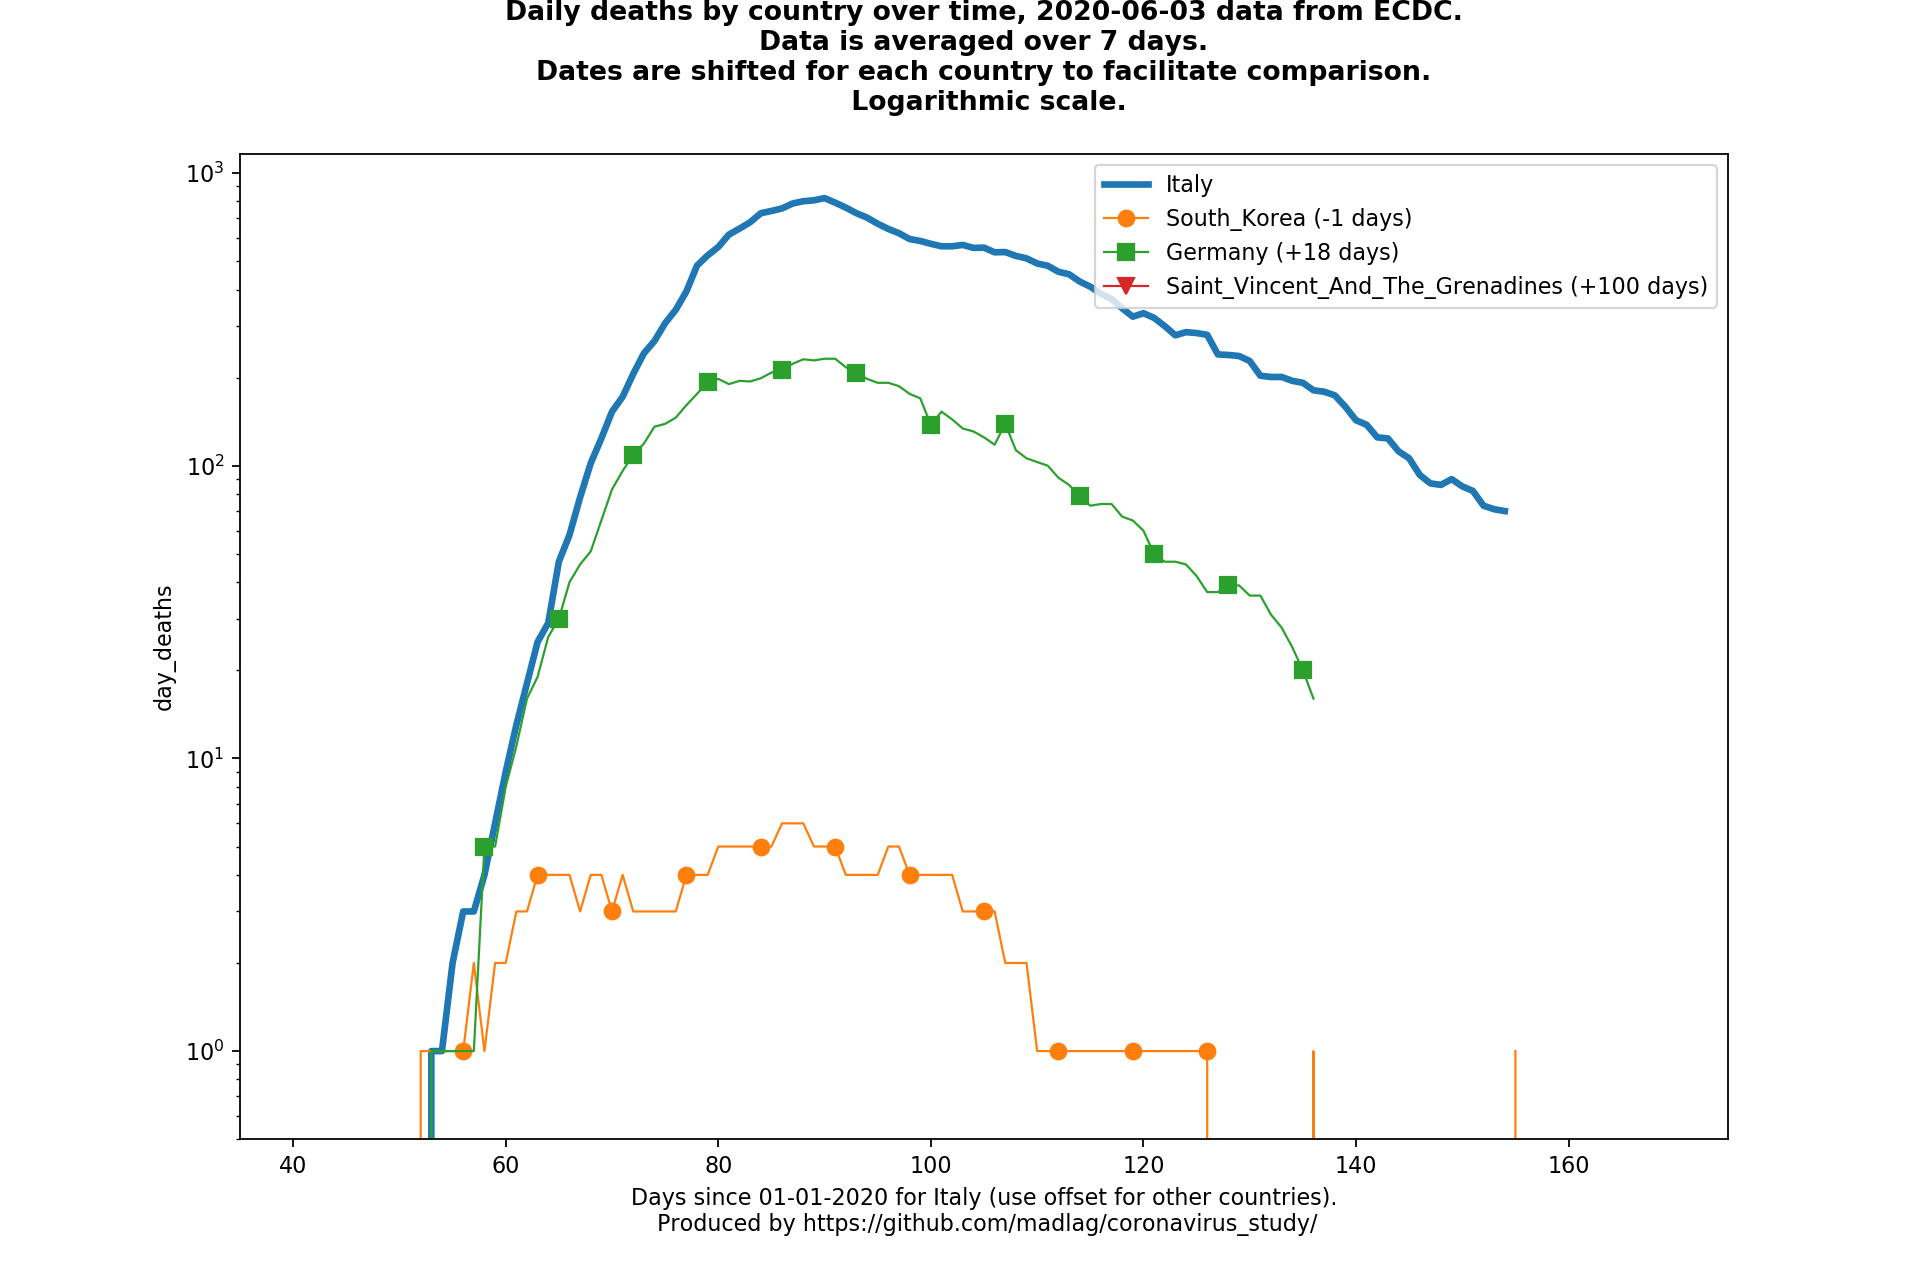 Daily deaths by country over time, 2020-06-03 data from ECDC.
Data is averaged over 7 days.
Dates are shifted for each country to facilitate comparison.
Logarithmic scale.
10³
10²
10¹
10⁰
day_deaths
Italy
South_Korea (-1 days)
Germany (+18 days)
Saint_Vincent_And_The_Grenadines (+100 days)
40 60 80 100 120 140 160
Days since 01-01-2020 for Italy (use offset for other countries).
Produced by https://github.com/madlag/coronavirus_study/